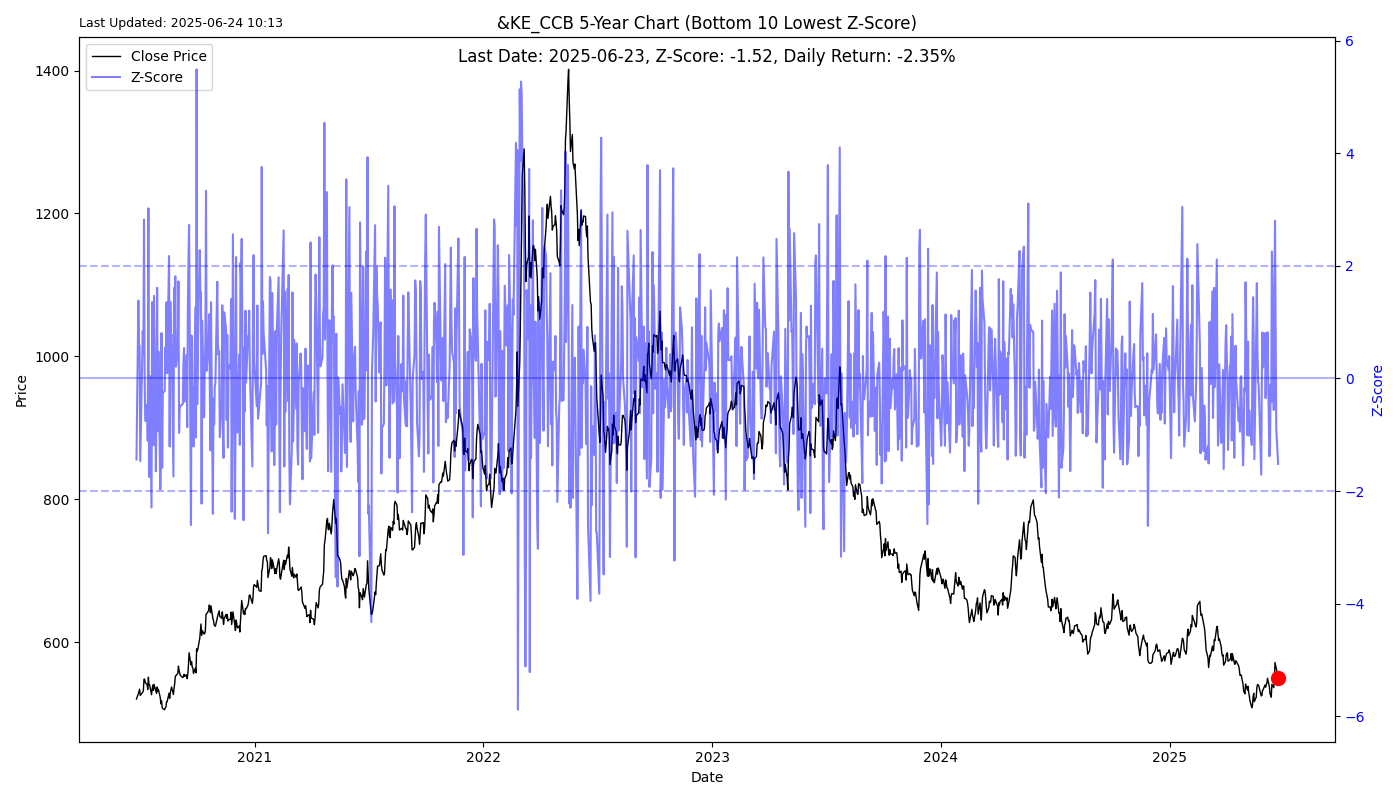 Last Updated: 2025-06-24 10:13
&KE_CCB 5-Year Chart (Bottom 10 Lowest Z-Score)
Last Date: 2025-06-23, Z-Score: -1.52, Daily Return: -2.35%
Close Price
Z-Score
1400
1200
1000
800
600
Price
6
4
2
0
−2
−4
−6
Z-Score
2021
2022
2023
2024
2025
Date